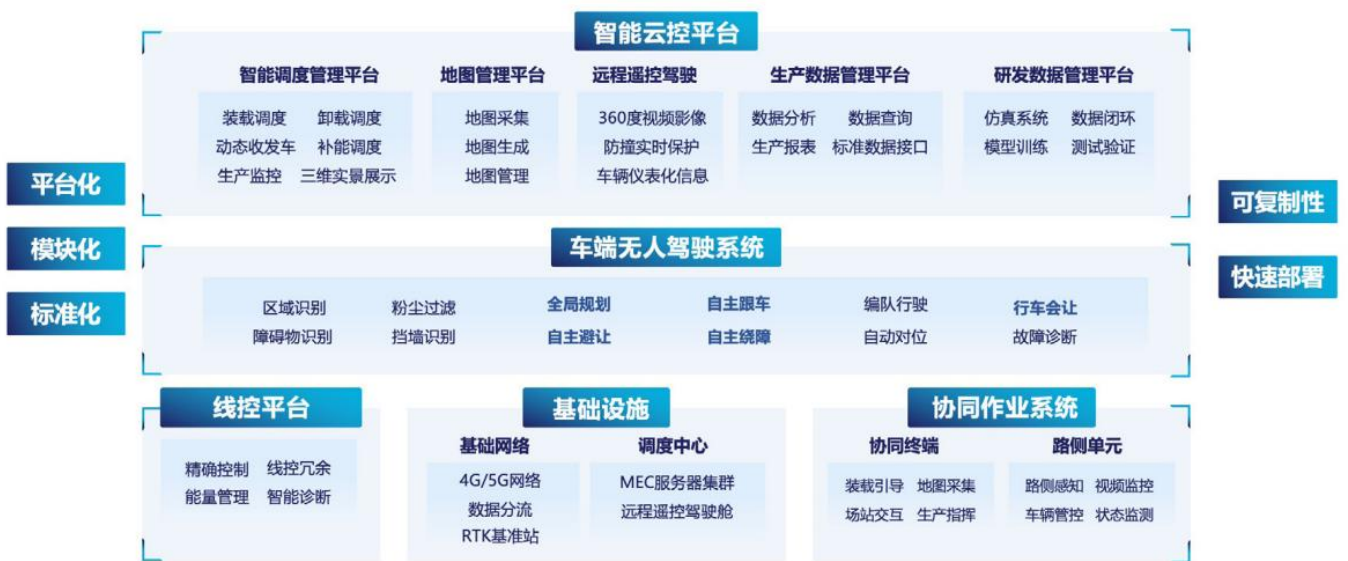 智能云控平台
智能调度管理平台
装载调度 卸载调度
动态收发车 补能调度
生产监控 三维实景展示
地图管理平台
地图采集
地图生成
地图管理
远程遥控驾驶
360度视频影像
防撞实时保护
车辆仪表化信息
生产数据管理平台
数据分析 数据查询
生产报表 标准数据接口
研发数据管理平台
仿真系统 数据闭环
模型训练 测试验证
平台化
模块化
标准化
可复制性
快速部署
车端无人驾驶系统
区域识别 粉尘过滤 全局规划 自主跟车 编队行驶 行车会让
障碍物识别 挡墙识别 自主避让 自主绕障 自动对位 故障诊断
线控平台
精确控制 线控冗余
能量管理 智能诊断
基础设施
基础网络
4G/5G网络
数据分流
RTK基准站
调度中心
MEC服务器集群
远程遥控驾驶舱
协同作业系统
协同终端
装载引导 地图采集
场站交互 生产指挥
路侧单元
路侧感知 视频监控
车辆管控 状态监测